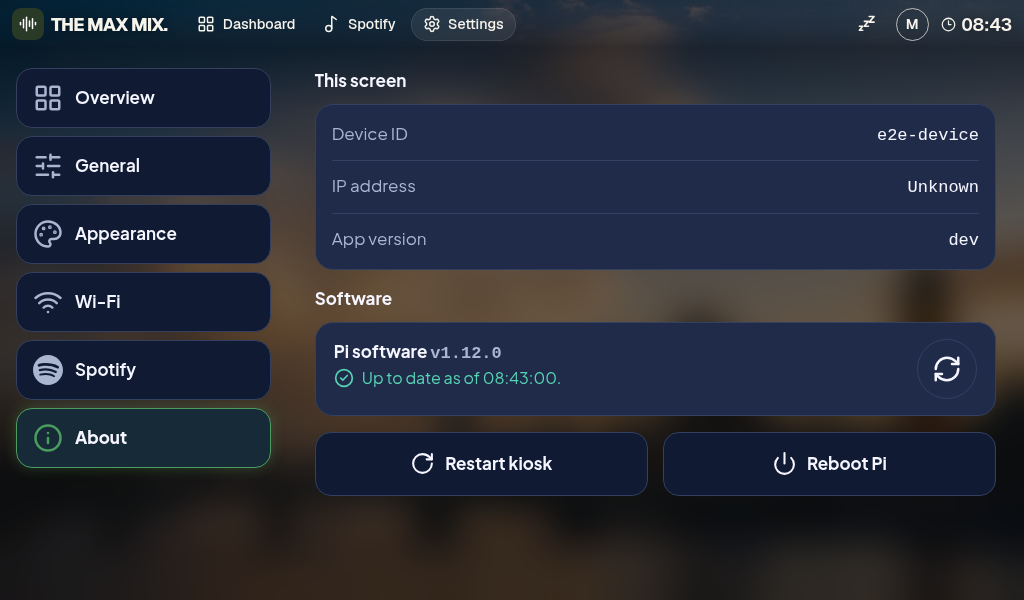 THE MAX MIX. Dashboard Spotify Settings M 08:43
Overview
General
Appearance
Wi-Fi
Spotify
About
This screen
Device ID e2e-device
IP address Unknown
App version dev
Software
Pi software v1.12.0
Up to date as of 08:43:00.
Restart kiosk Reboot Pi